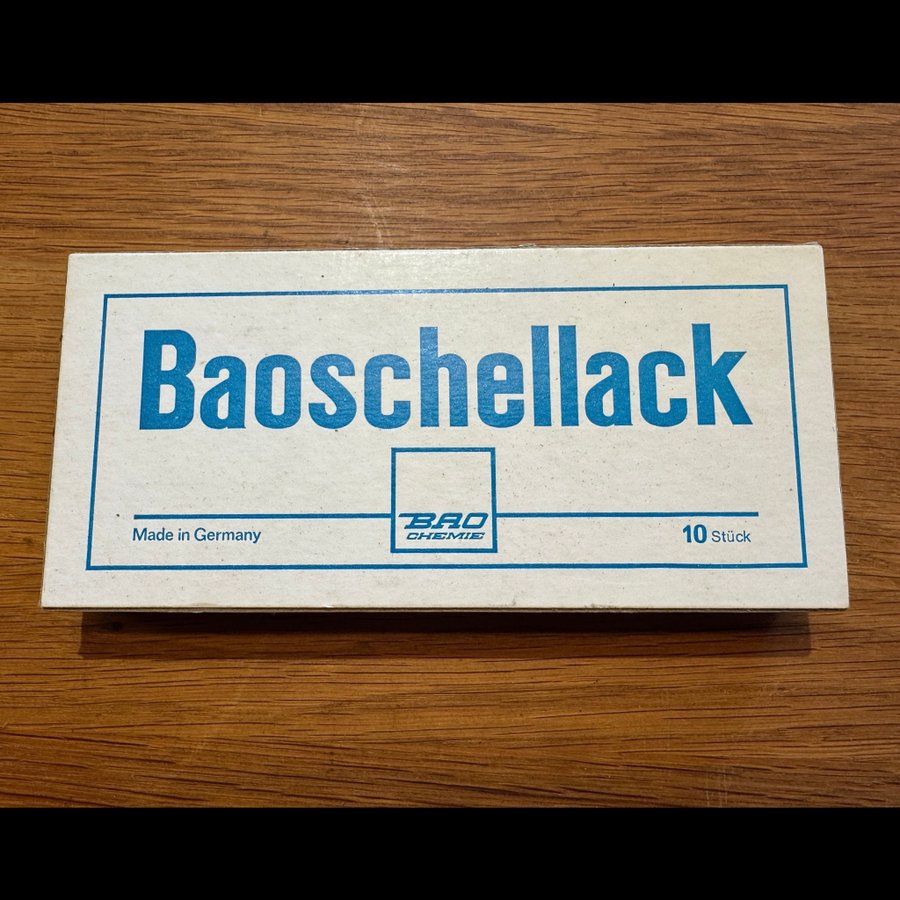 Baoschellack
BAO
CHEMIE
Made in Germany
10 Stück